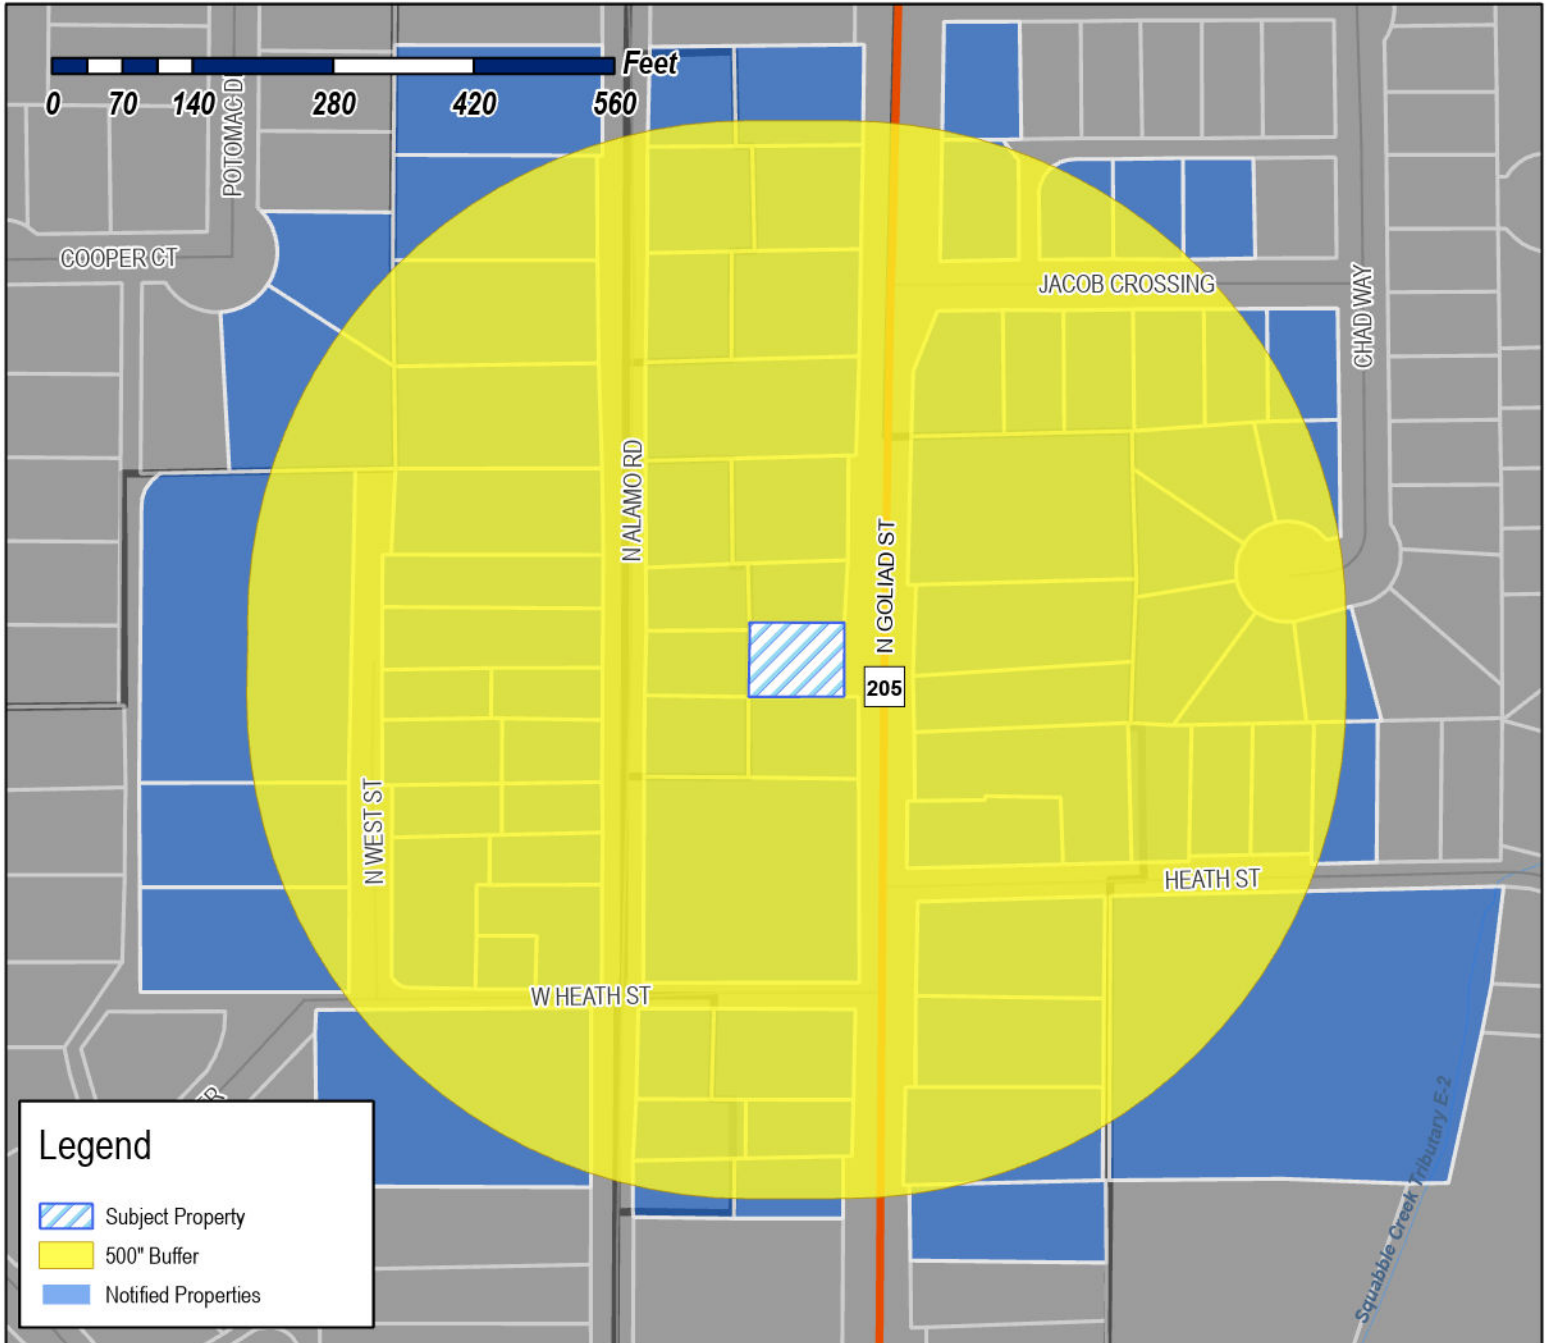 Feet
0 70 140 280 420 560
POTOMAC D
COOPER CT
JACOB CROSSING
CHAD WAY
N ALAMO RD
N GOLIAD ST
205
N WEST ST
HEATH ST
W HEATH ST
ER
Squabble Creek Tributary E-2
Legend
Subject Property
500" Buffer
Notified Properties